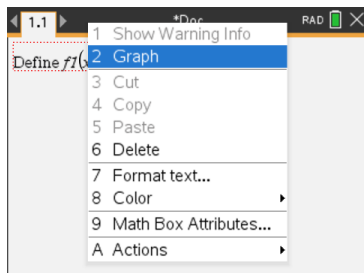 1.1 *Doc RAD
1 Show Warning Info
Define f1(x
2 Graph
3 Cut
4 Copy
5 Paste
6 Delete
7 Format text...
8 Color
9 Math Box Attributes...
A Actions